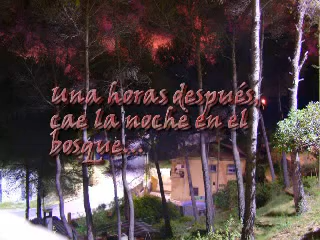 Una horas después,
cae la noche en el
bosque...